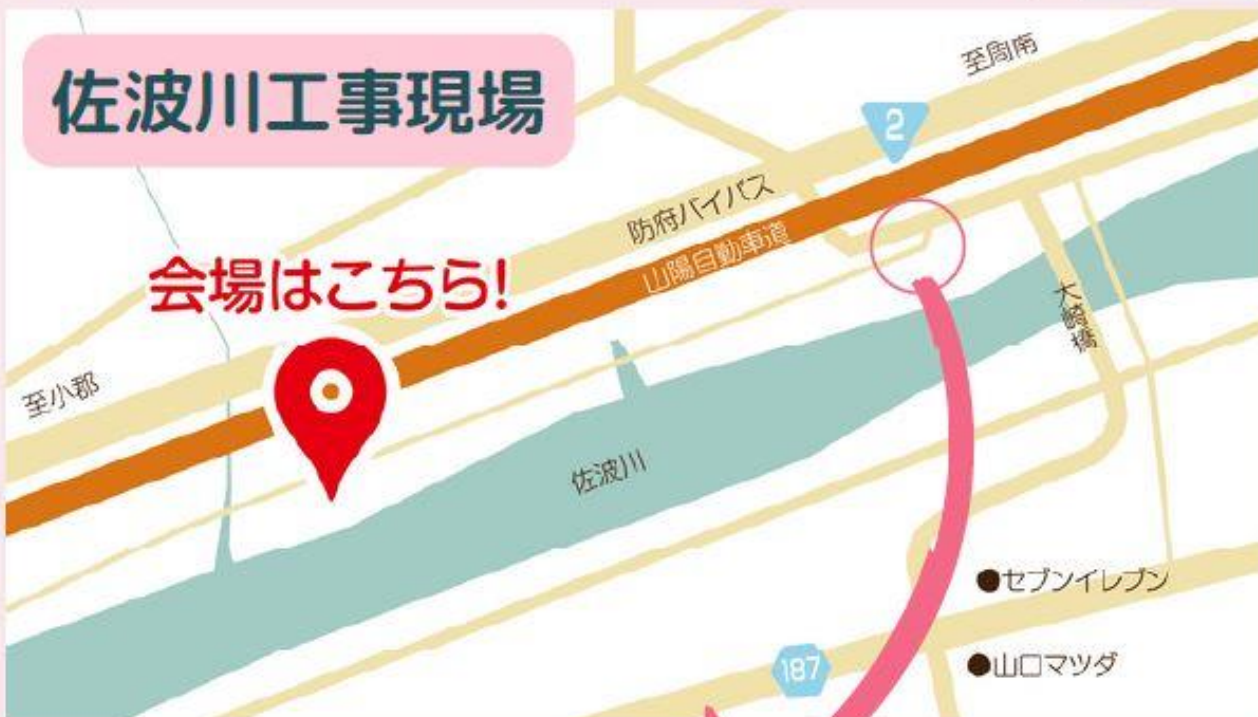 佐波川工事現場
至周南
2
防府バイパス
山陽自動車道
会場はこちら!
大崎橋
至小郡
佐波川
●セブンイレブン
187
●山口マツダ